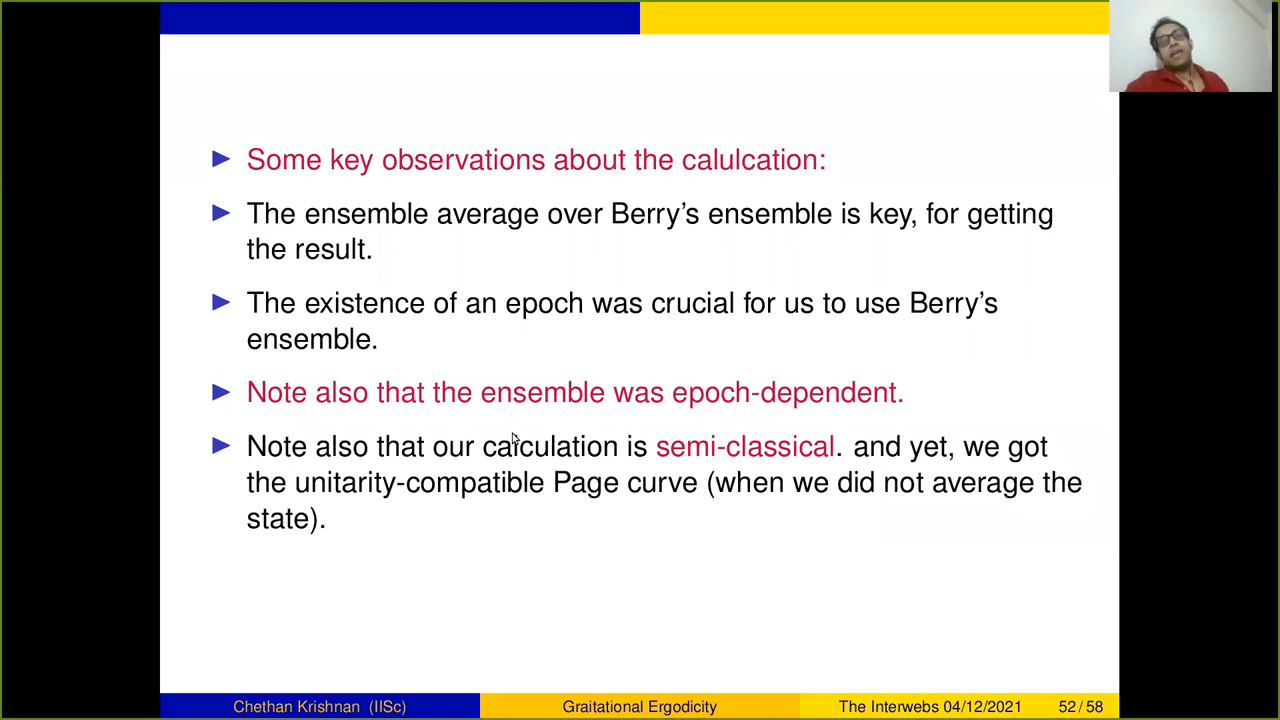 Some key observations about the calulcation:
The ensemble average over Berry's ensemble is key, for getting
the result.
The existence of an epoch was crucial for us to use Berry's
ensemble.
Note also that the ensemble was epoch-dependent.
Note also that our calculation is semi-classical. and yet, we got
the unitarity-compatible Page curve (when we did not average the
state).
Chethan Krishnan (IISc) Graitational Ergodicity The Interwebs 04/12/2021 52 / 58